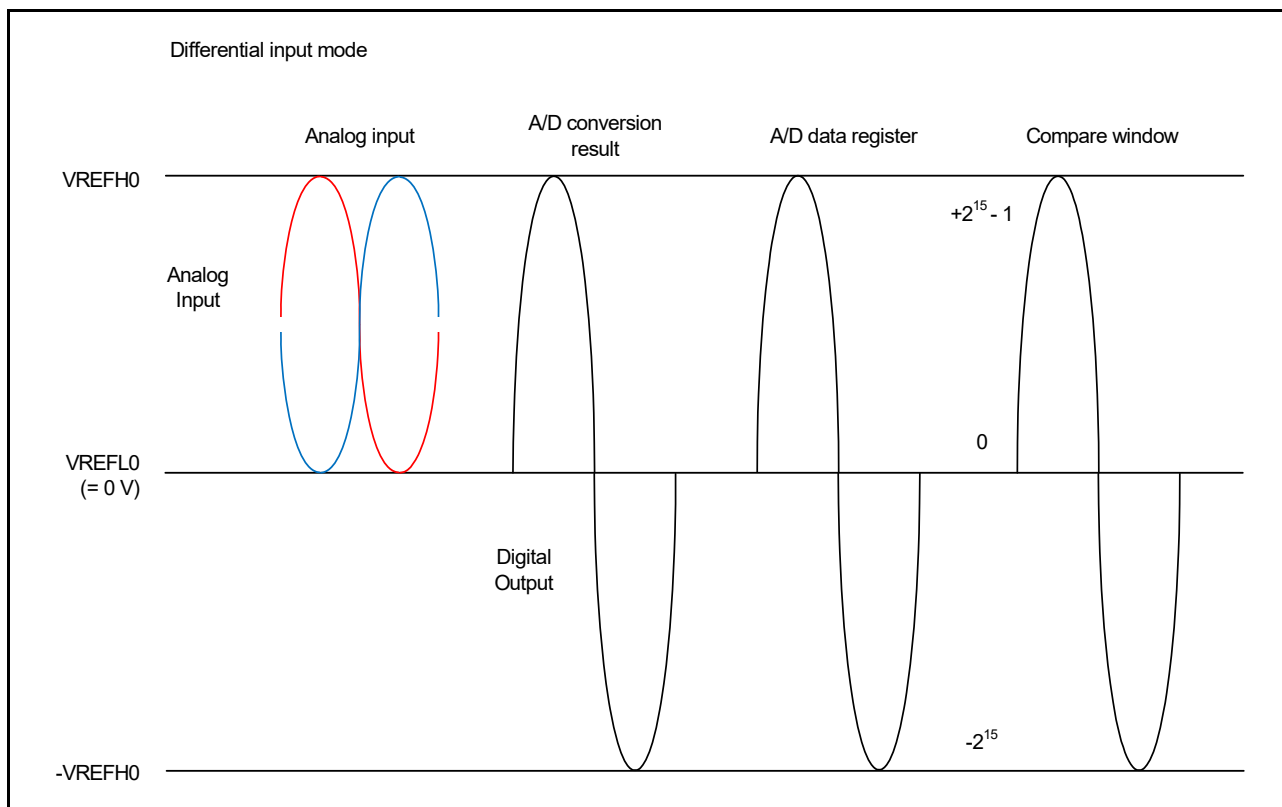 Differential input mode
Analog input
A/D conversion
result
A/D data register
Compare window
VREFH0
+2¹⁵ - 1
Analog
Input
0
VREFL0
(= 0 V)
Digital
Output
-2¹⁵
-VREFH0